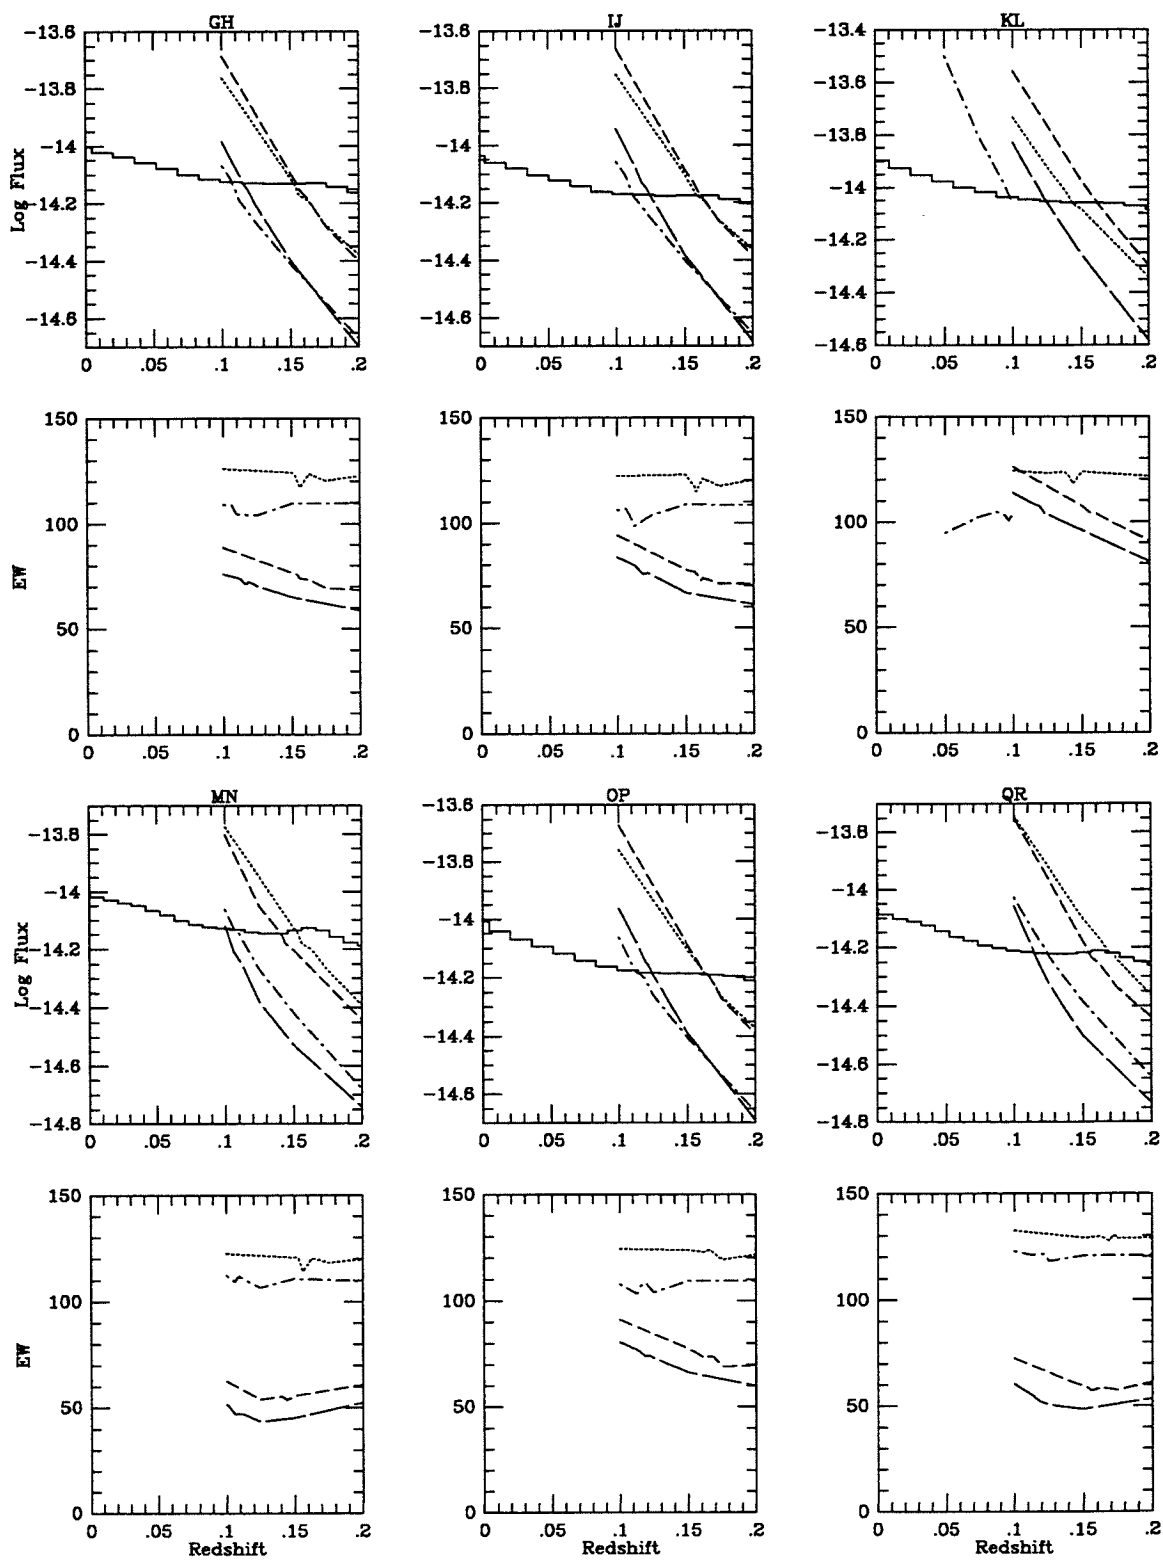 GH IJ KL
-13.6 -13.8 -14 -14.2 -14.4 -14.6
Log Flux
0 .05 .1 .15 .2
-13.8 -13.8 -14 -14.2 -14.4 -14.6
0 .05 .1 .15 .2
-13.4 -13.6 -13.8 -14 -14.2 -14.4 -14.6
0 .05 .1 .15 .2
150 100 50 0
EW
0 .05 .1 .15 .2
150 100 50 0
0 .05 .1 .15 .2
150 100 50 0
0 .05 .1 .15 .2
MN OP QR
-13.8 -14 -14.2 -14.4 -14.6 -14.8
Log Flux
0 .05 .1 .15 .2
-13.6 -13.8 -14 -14.2 -14.4 -14.6
0 .05 .1 .15 .2
-13.8 -14 -14.2 -14.4 -14.6 -14.8
0 .05 .1 .15 .2
150 100 50 0
EW
0 .05 .1 .15 .2
Redshift
150 100 50 0
0 .05 .1 .15 .2
Redshift
150 100 50 0
0 .05 .1 .15 .2
Redshift